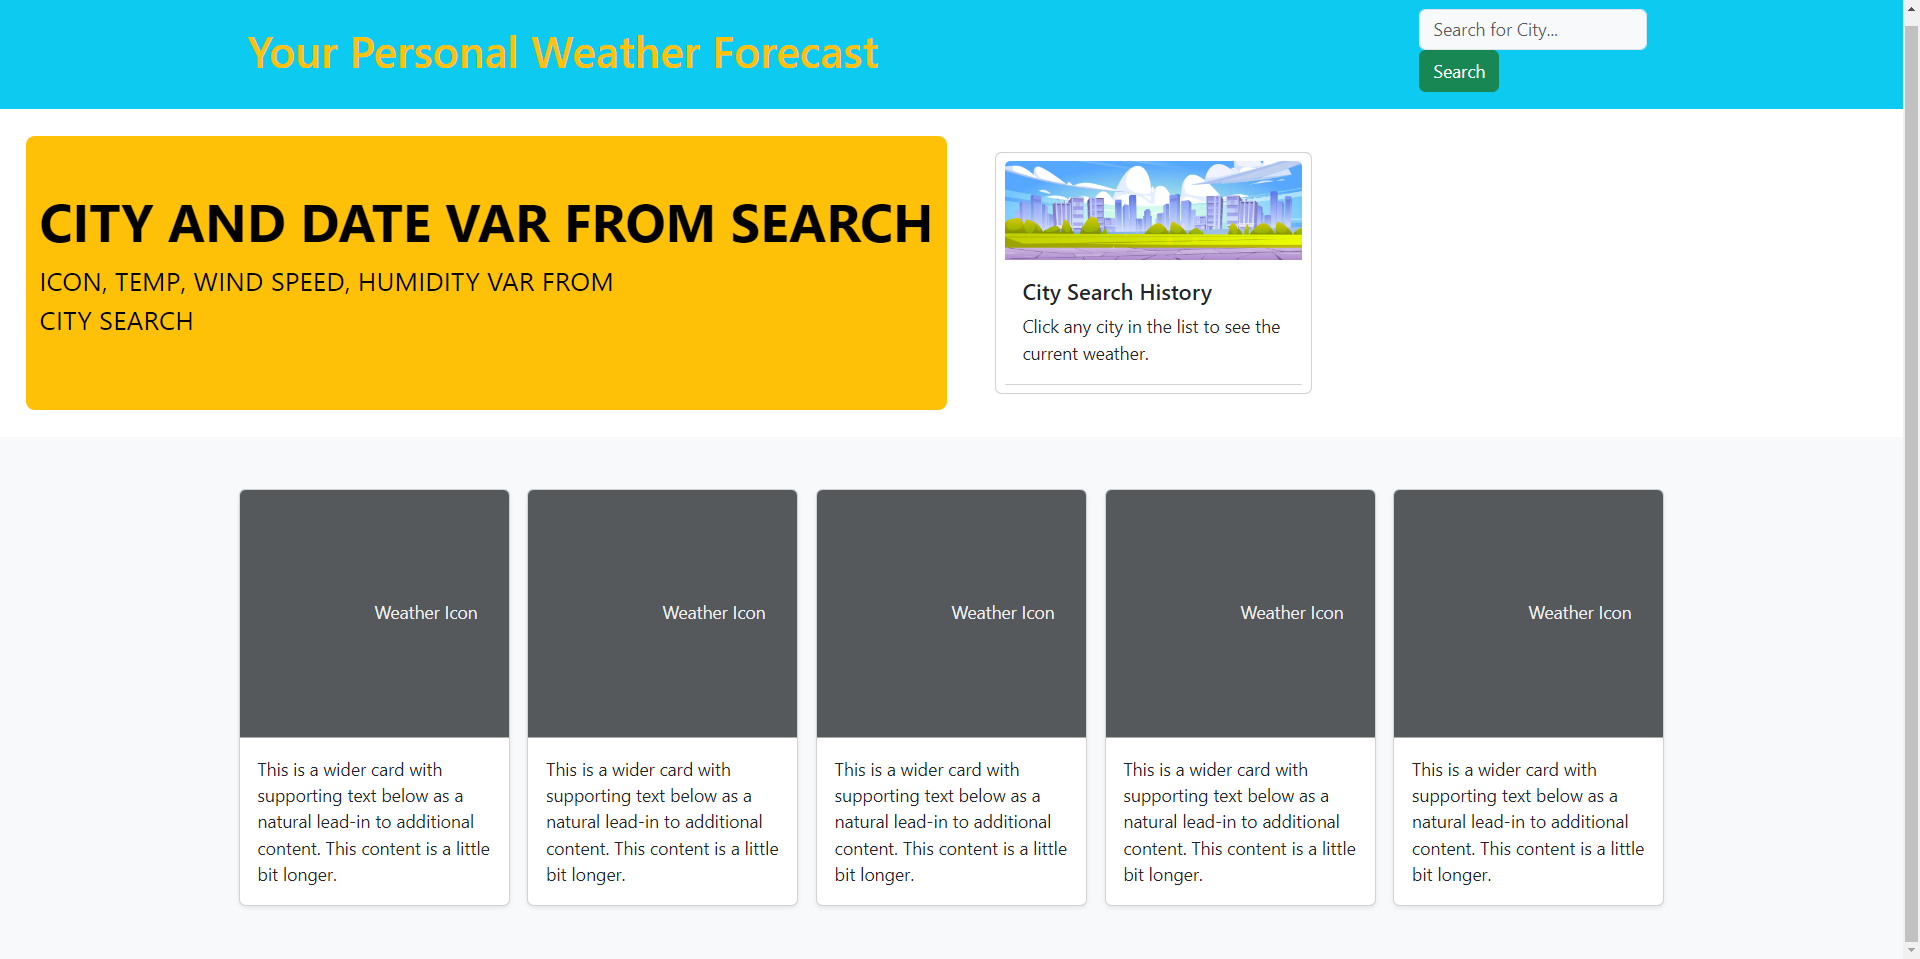 Your Personal Weather Forecast
Search for City...
Search
CITY AND DATE VAR FROM SEARCH
ICON, TEMP, WIND SPEED, HUMIDITY VAR FROM
CITY SEARCH
City Search History
Click any city in the list to see the
current weather.
Weather Icon
This is a wider card with
supporting text below as a
natural lead-in to additional
content. This content is a little
bit longer.
Weather Icon
This is a wider card with
supporting text below as a
natural lead-in to additional
content. This content is a little
bit longer.
Weather Icon
This is a wider card with
supporting text below as a
natural lead-in to additional
content. This content is a little
bit longer.
Weather Icon
This is a wider card with
supporting text below as a
natural lead-in to additional
content. This content is a little
bit longer.
Weather Icon
This is a wider card with
supporting text below as a
natural lead-in to additional
content. This content is a little
bit longer.